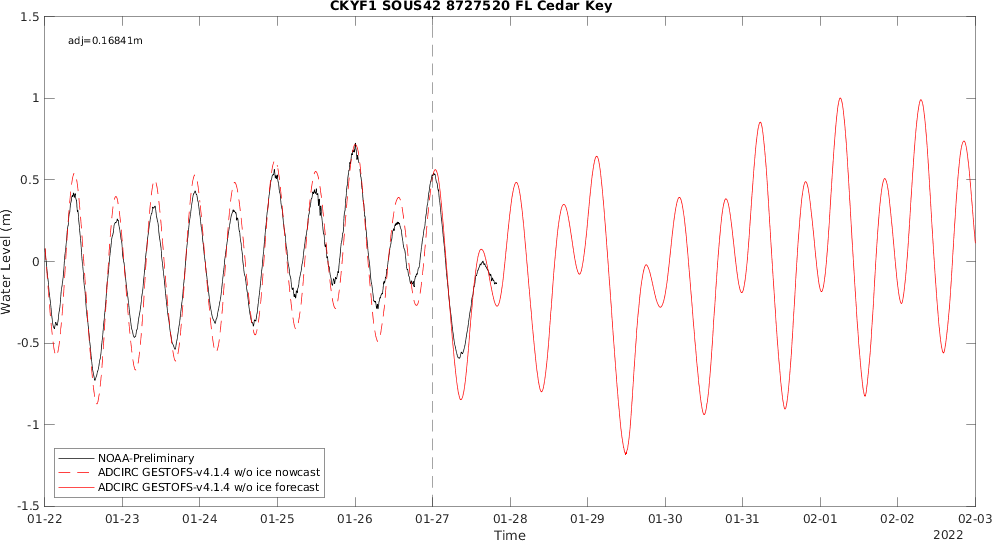 CKYF1 SOUS42 8727520 FL Cedar Key
adj=0.16841m
1.5
1
0.5
0
-0.5
-1
-1.5
Water Level (m)
NOAA-Preliminary
ADCIRC GESTOFS-v4.1.4 w/o ice nowcast
ADCIRC GESTOFS-v4.1.4 w/o ice forecast
01-22 01-23 01-24 01-25 01-26 01-27 01-28 01-29 01-30 01-31 02-01 02-02 02-03
Time
2022